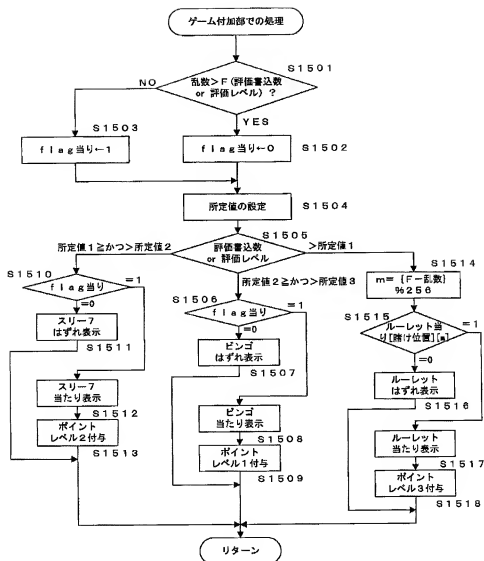 ゲーム付加部での処理
S1501
乱数>F(評価書込数
or 評価レベル) ?
NO
YES
S1503
flag当り←1
flag当り←0
S1502
所定値の設定
S1504
S1505
評価書込数
or 評価レベル
所定値1≧かつ>所定値2
>所定値1
所定値2≧かつ>所定値3
S1510
flag当り
=1
=0
スリー7
はずれ表示
S1511
スリー7
当たり表示
S1512
ポイント
レベル2付与
S1513
S1506
flag当り
=1
=0
ビンゴ
はずれ表示
S1507
ビンゴ
当たり表示
S1508
ポイント
レベル1付与
S1509
S1514
m=[F-乱数]
%256
S1515
ルーレット当
り[賭け位置][m]
=1
=0
ルーレット
はずれ表示
S1516
ルーレット
当たり表示
S1517
ポイント
レベル3付与
S1518
リターン